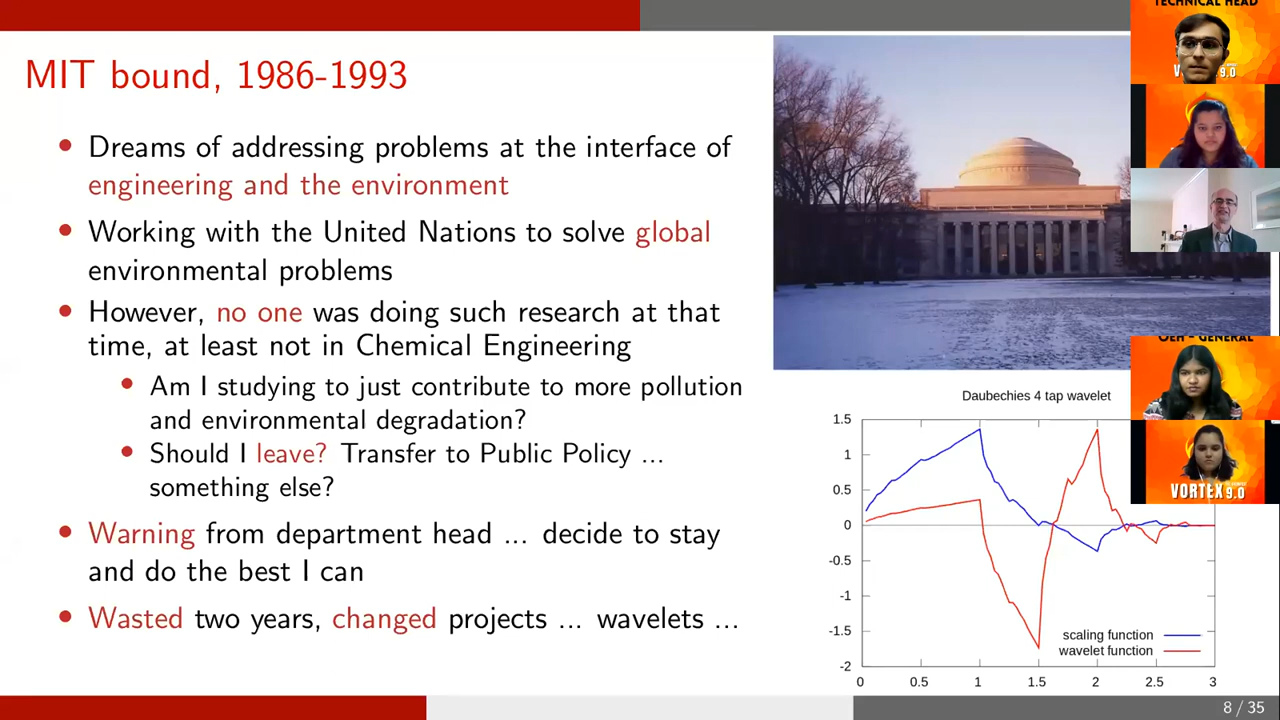 MIT bound, 1986-1993
Dreams of addressing problems at the interface of
engineering and the environment
Working with the United Nations to solve global
environmental problems
However, no one was doing such research at that
time, at least not in Chemical Engineering
Am I studying to just contribute to more pollution
and environmental degradation?
Should I leave? Transfer to Public Policy ...
something else?
Warning from department head ... decide to stay
and do the best I can
Wasted two years, changed projects ... wavelets ...
Daubechies 4 tap wavelet
1.5
1
0.5
0
-0.5
-1
-1.5
-2
scaling function
wavelet function
0 0.5 1 1.5 2 2.5 3
TECHNICAL HEAD
9.0
OEH - GENERAL
VORTEX 9.0
8 / 35